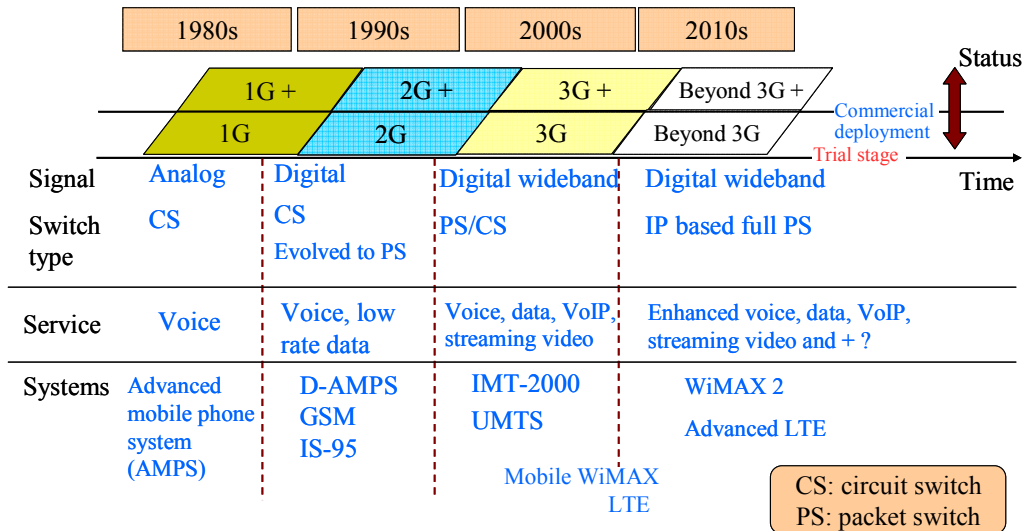 1980s 1990s 2000s 2010s
Status
1G + 2G + 3G + Beyond 3G +
Commercial
deployment
1G 2G 3G Beyond 3G
Trial stage
Time
Signal Analog Digital Digital wideband Digital wideband
Switch
type
CS
CS
Evolved to PS
PS/CS
IP based full PS
Service
Voice
Voice, low
rate data
Voice, data, VoIP,
streaming video
Enhanced voice, data, VoIP,
streaming video and + ?
Systems
Advanced
mobile phone
system
(AMPS)
D-AMPS
GSM
IS-95
IMT-2000
UMTS
Mobile WiMAX
LTE
WiMAX 2
Advanced LTE
CS: circuit switch
PS: packet switch